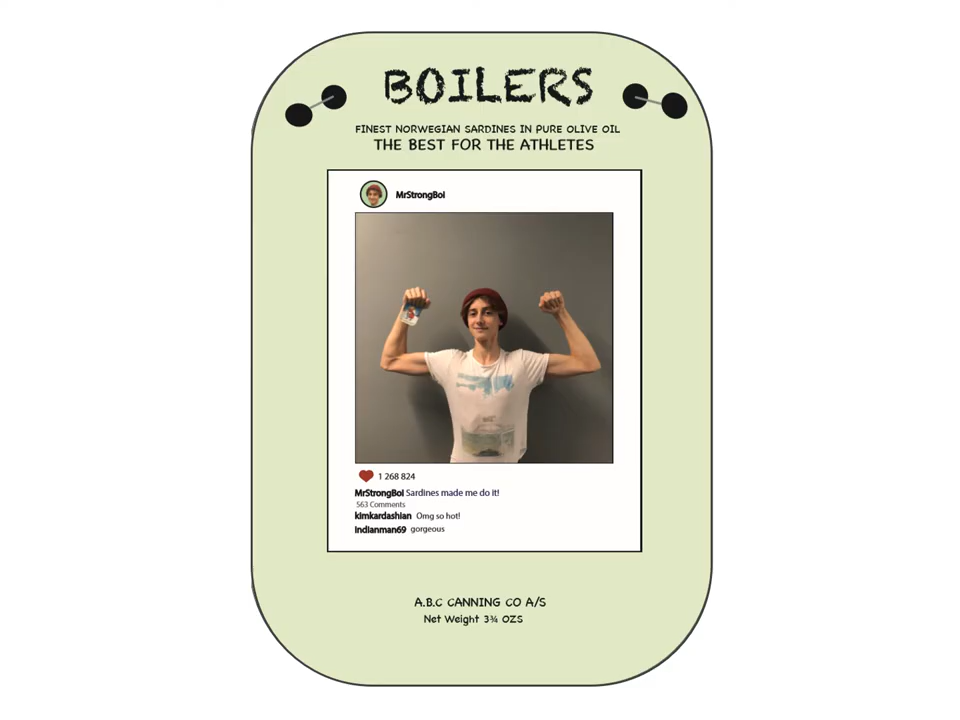 BOILERS
FINEST NORWEGIAN SARDINES IN PURE OLIVE OIL
THE BEST FOR THE ATHLETES
MrStrongBoi
1 268 824
MrStrongBoi Sardines made me do it!
563 Comments
kimkardashian Omg so hot!
indianman69 gorgeous
A.B.C CANNING CO A/S
Net Weight 3¾ OZS